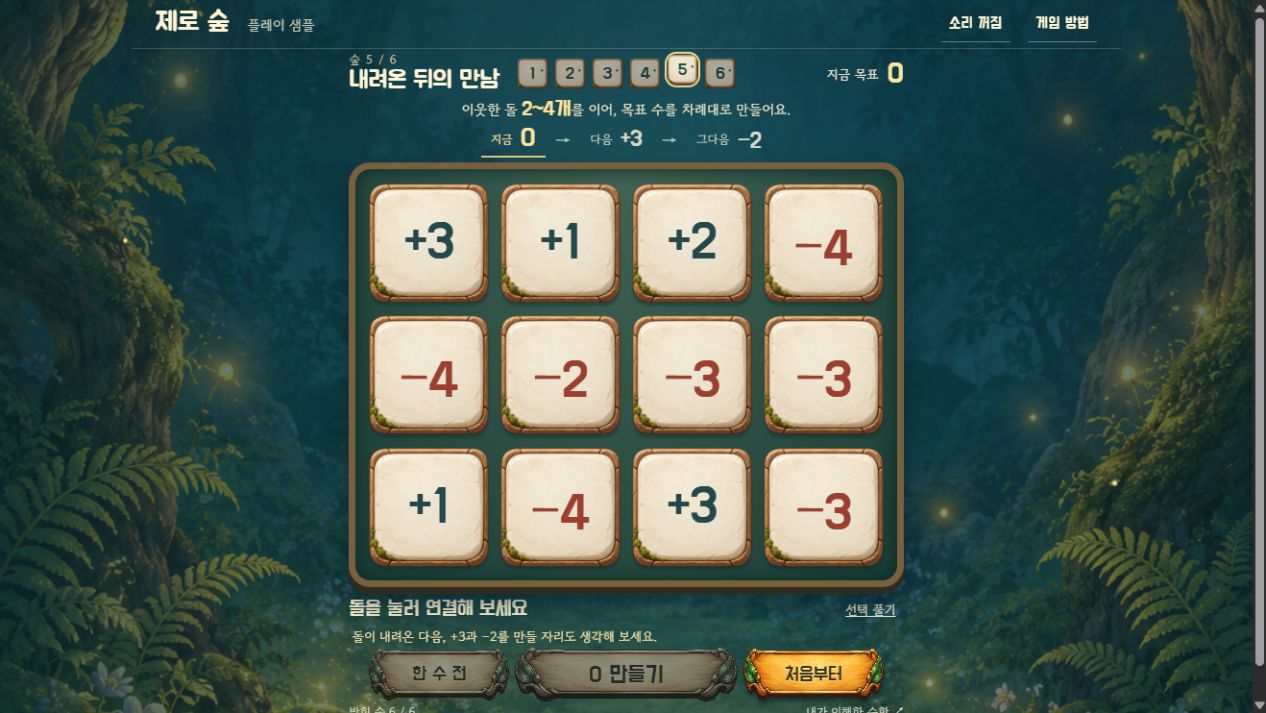 제로 숲 플레이 샘플 소리 꺼짐 게임 방법
숲 5 / 6
내려온 뒤의 만남 1 2 3 4 5 6 지금 목표 0
이웃한 돌 2~4개를 이어, 목표 수를 차례대로 만들어요.
지금 0 → 다음 +3 → 그다음 −2
+3 +1 +2 −4
−4 −2 −3 −3
+1 −4 +3 −3
돌을 눌러 연결해 보세요 선택 풀기
돌이 내려온 다음, +3과 −2를 만들 자리도 생각해 보세요.
한 수 전 0 만들기 처음부터
밝힌 숲 6 / 6